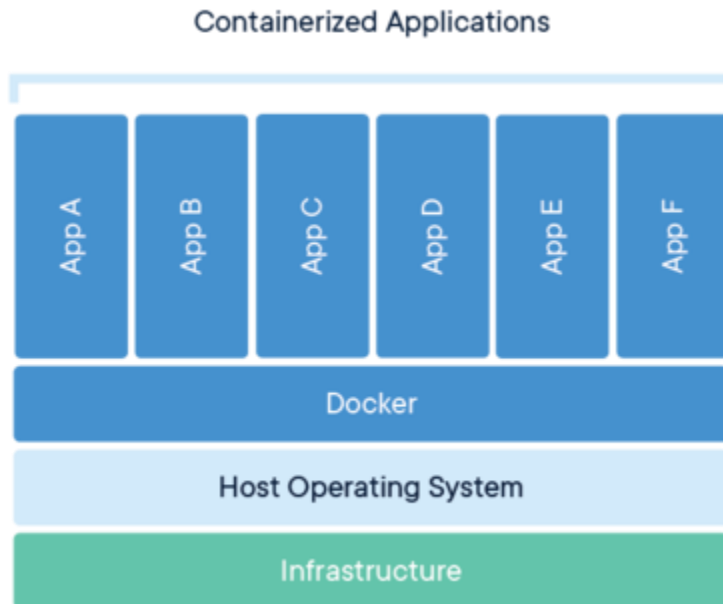 Containerized Applications
App A
App B
App C
App D
App E
App F
Docker
Host Operating System
Infrastructure